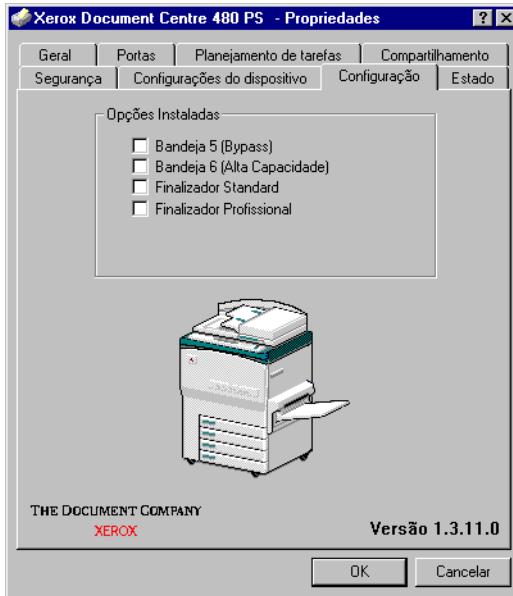 Xerox Document Centre 480 PS - Propriedades
Geral Portas Planejamento de tarefas Compartilhamento
Segurança Configurações do dispositivo Configuração Estado
Opções Instaladas
Bandeja 5 (Bypass)
Bandeja 6 (Alta Capacidade)
Finalizador Standard
Finalizador Profissional
THE DOCUMENT COMPANY
XEROX
Versão 1.3.11.0
OK Cancelar